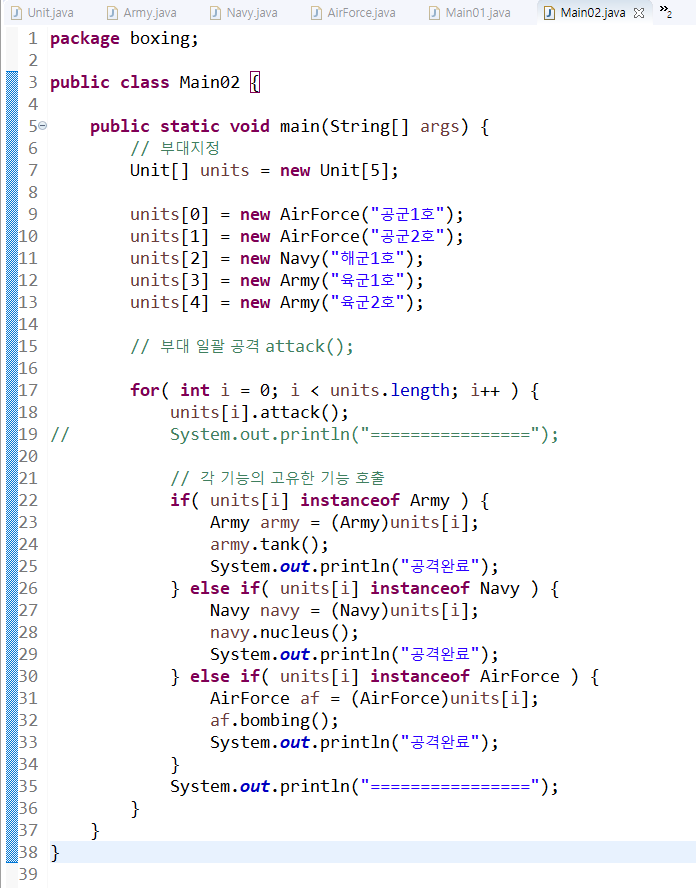 Unit.java Army.java Navy.java AirForce.java Main01.java Main02.java »2
1 package boxing;
2
3 public class Main02 {
4
5 public static void main(String[] args) {
6 // 부대지정
7 Unit[] units = new Unit[5];
8
9 units[0] = new AirForce("공군1호");
10 units[1] = new AirForce("공군2호");
11 units[2] = new Navy("해군1호");
12 units[3] = new Army("육군1호");
13 units[4] = new Army("육군2호");
14
15 // 부대 일괄 공격 attack();
16
17 for( int i = 0; i < units.length; i++ ) {
18 units[i].attack();
19 // System.out.println("================");
20
21 // 각 기능의 고유한 기능 호출
22 if( units[i] instanceof Army ) {
23 Army army = (Army)units[i];
24 army.tank();
25 System.out.println("공격완료");
26 } else if( units[i] instanceof Navy ) {
27 Navy navy = (Navy)units[i];
28 navy.nucleus();
29 System.out.println("공격완료");
30 } else if( units[i] instanceof AirForce ) {
31 AirForce af = (AirForce)units[i];
32 af.bombing();
33 System.out.println("공격완료");
34 }
35 System.out.println("================");
36 }
37 }
38 }
39